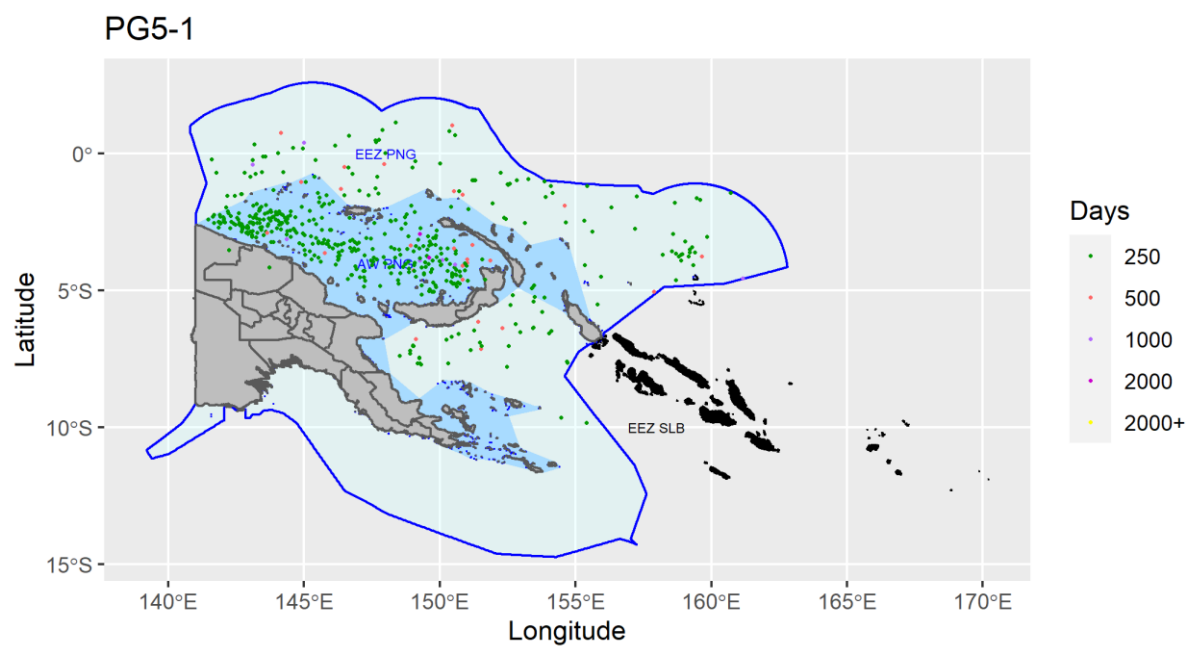 PG5-1
Latitude
0°
5°S
10°S
15°S
EEZ PNG
AW PNG
EEZ SLB
140°E
145°E
150°E
155°E
160°E
165°E
170°E
Longitude
Days
250
500
1000
2000
2000+